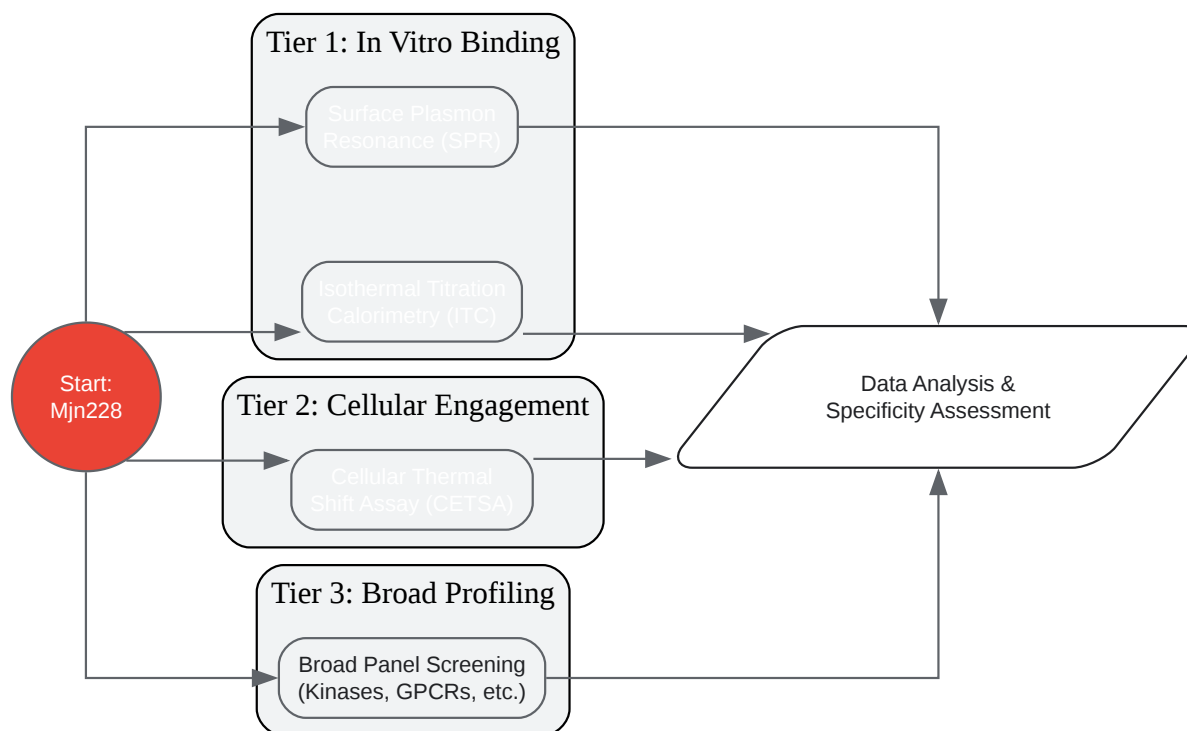 Tier 1: In Vitro Binding
Surface Plasmon
Resonance (SPR)
Isothermal Titration
Calorimetry (ITC)
Start:
Mjn228
Data Analysis &
Specificity Assessment
Tier 2: Cellular Engagement
Cellular Thermal
Shift Assay (CETSA)
Tier 3: Broad Profiling
Broad Panel Screening
(Kinases, GPCRs, etc.)